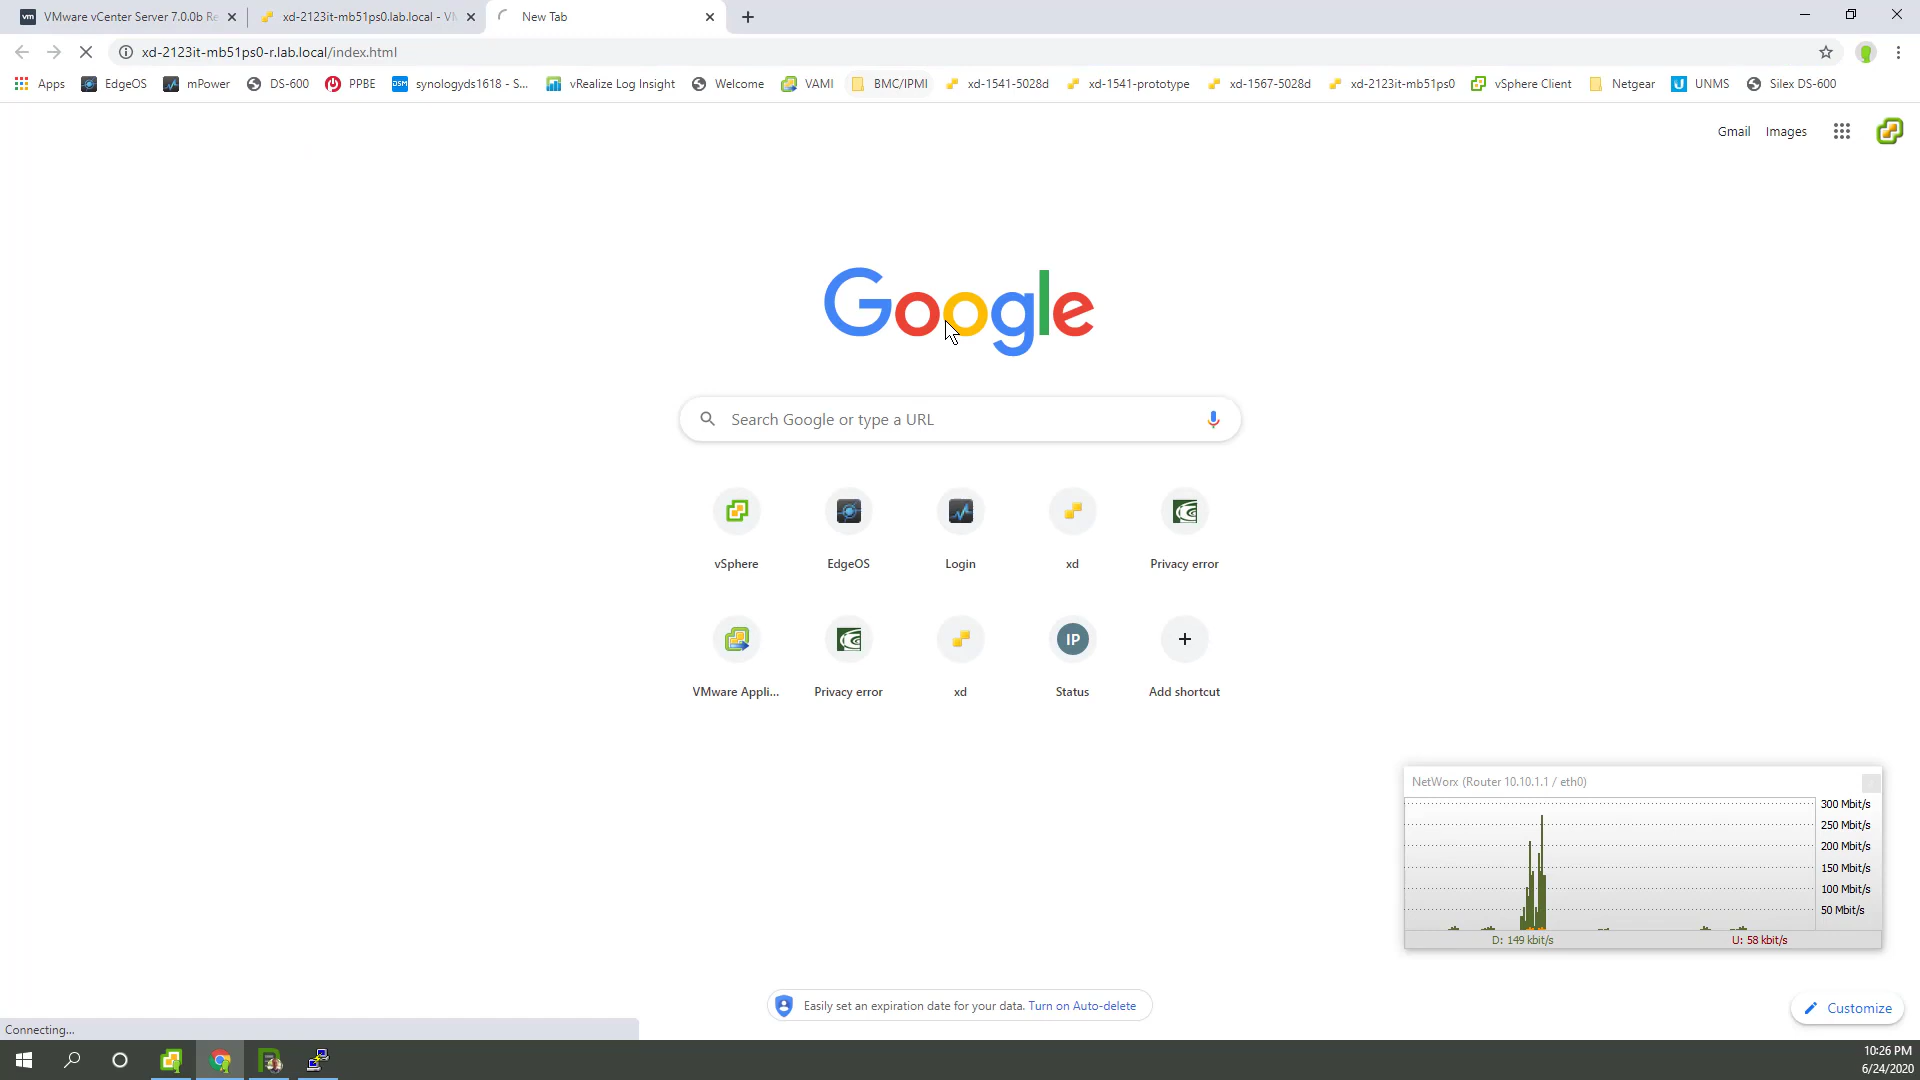 VMware vCenter Server 7.0.0b Re
xd-2123it-mb51ps0.lab.local - VM
New Tab
xd-2123it-mb51ps0-r.lab.local/index.html
Apps
EdgeOS
mPower
DS-600
PPBE
DSM
synologyds1618 - S...
vRealize Log Insight
Welcome
VAMI
BMC/IPMI
xd-1541-5028d
xd-1541-prototype
xd-1567-5028d
xd-2123it-mb51ps0
vSphere Client
Netgear
UNMS
Silex DS-600
Gmail
Images
Google
Search Google or type a URL
vSphere
EdgeOS
Login
xd
Privacy error
VMware Appli...
Privacy error
xd
IP
Status
Add shortcut
NetWorx (Router 10.10.1.1 / eth0)
300 Mbit/s
250 Mbit/s
200 Mbit/s
150 Mbit/s
100 Mbit/s
50 Mbit/s
D: 149 kbit/s
U: 58 kbit/s
Easily set an expiration date for your data. Turn on Auto-delete
Customize
Connecting...
10:26 PM
6/24/2020